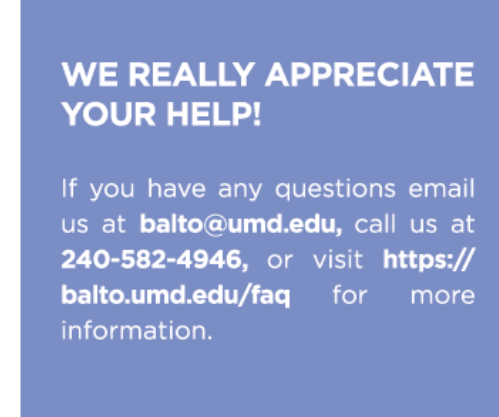 WE REALLY APPRECIATE
YOUR HELP!
If you have any questions email
us at balto@umd.edu, call us at
240-582-4946, or visit https://
balto.umd.edu/faq for more
information.